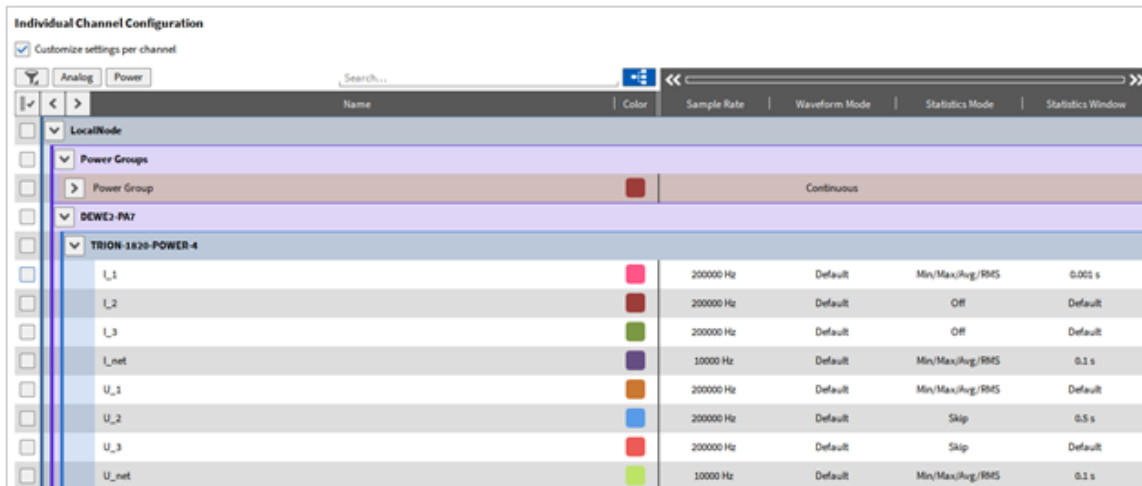 Individual Channel Configuration
Customize settings per channel
Analog Power Search...
Name Color Sample Rate Waveform Mode Statistics Mode Statistics Window
LocalNode
Power Groups
Power Group Continuous
DEWE2-PA7
TRION-1820-POWER-4
I_1 200000 Hz Default Min/Max/Avg/RMS 0.001 s
I_2 200000 Hz Default Off Default
I_3 200000 Hz Default Off Default
I_net 10000 Hz Default Min/Max/Avg/RMS 0.1 s
U_1 200000 Hz Default Min/Max/Avg/RMS Default
U_2 200000 Hz Default Skip 0.5 s
U_3 200000 Hz Default Skip Default
U_net 10000 Hz Default Min/Max/Avg/RMS 0.1 s